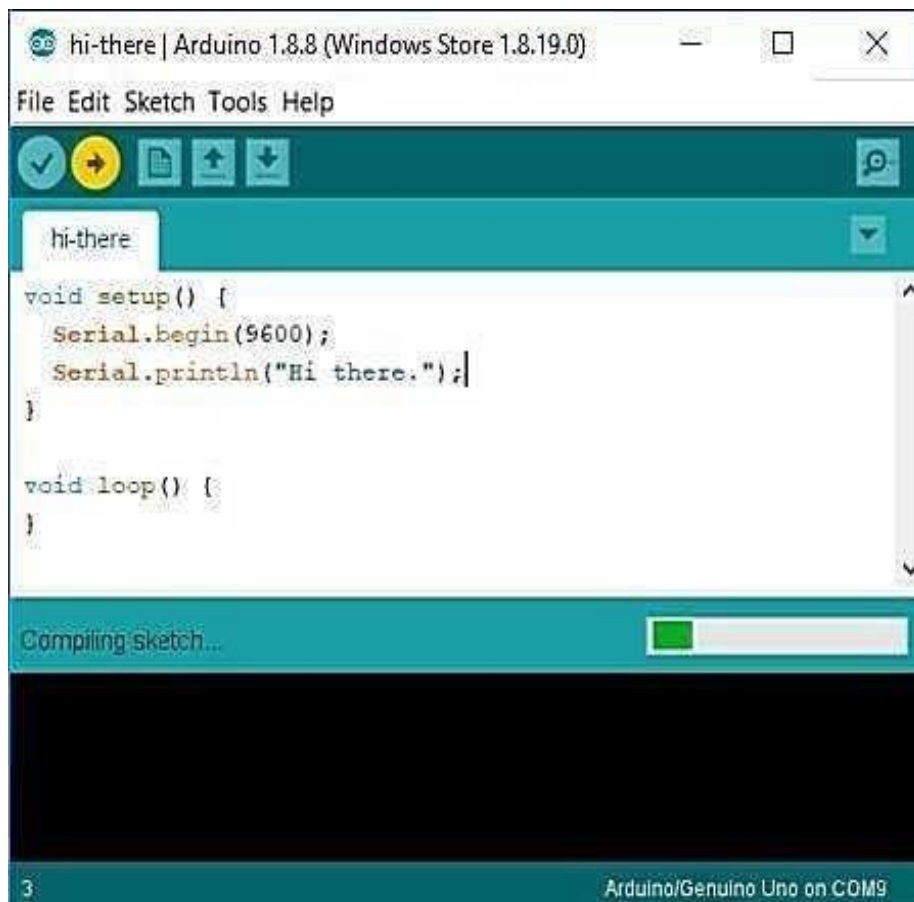 hi-there | Arduino 1.8.8 (Windows Store 1.8.19.0)
File Edit Sketch Tools Help
hi-there
void setup() {
  Serial.begin(9600);
  Serial.println("Hi there.");
}
void loop() {
}
Compiling sketch...
3 Arduino/Genuino Uno on COM9